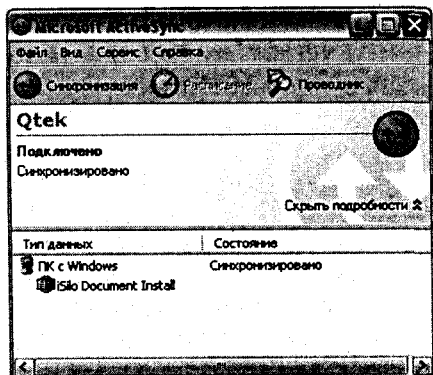 Microsoft ActiveSync
Файл Вид Сервис Справка
Синхронизация Расписание Проводник
Qtek
Подключено
Синхронизировано
Скрыть подробности
Тип данных Состояние
ПК с Windows Синхронизировано
iSilo Document Install